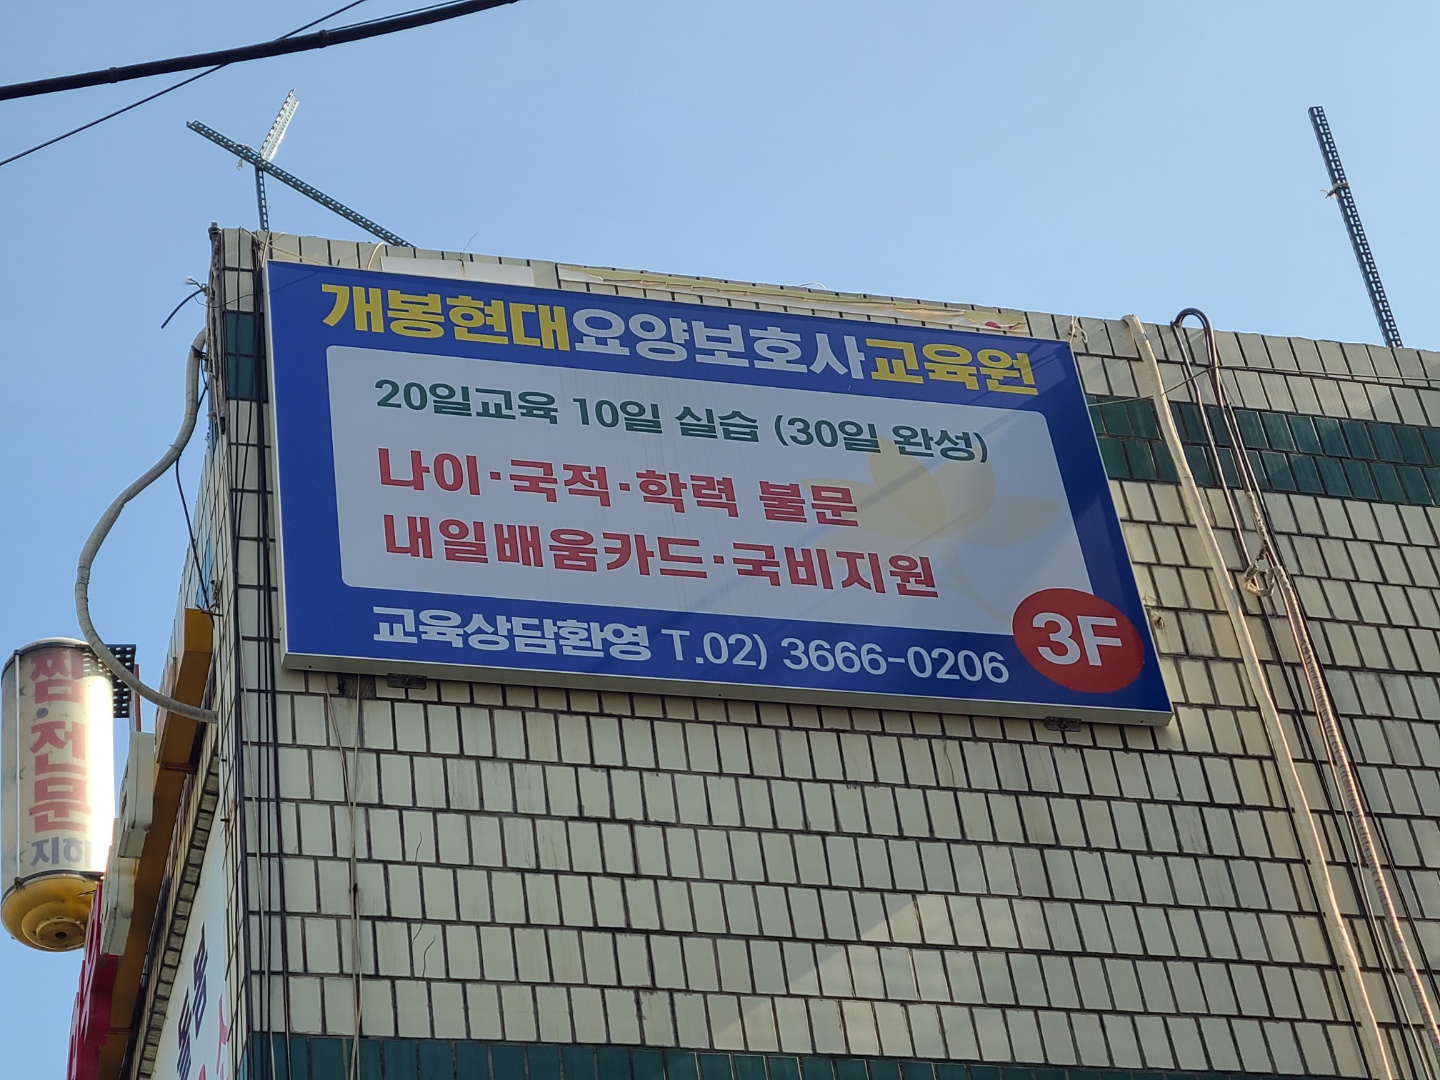 개봉현대요양보호사교육원
20일교육 10일 실습 (30일 완성)
나이·국적·학력 불문
내일배움카드·국비지원
교육상담환영 T.02) 3666-0206
3F
찜·전문
지하